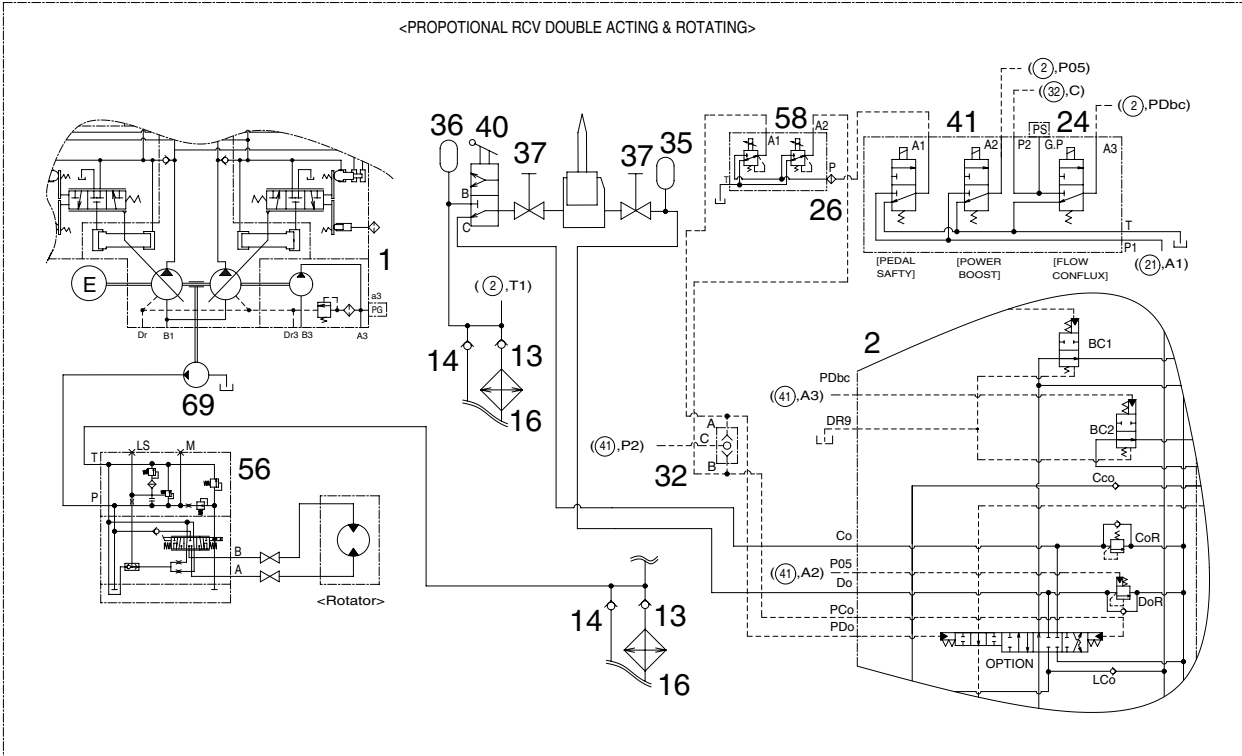 <PROPOTIONAL RCV DOUBLE ACTING & ROTATING>
(②,P05)
(㉜,C)
(②,PDbc)
36
40
37
37
35
58
A1
A2
P
T
26
41
PS
24
A1
A2
P2
G.P
A3
T
P1
[PEDAL
SAFTY]
[POWER
BOOST]
[FLOW
CONFLUX]
(㉑,A1)
B
C
1
E
a3
PG
Dr
B1
Dr3
B3
A3
69
(②,T1)
14
13
16
2
BC1
PDbc
(㊶,A3)
DR9
BC2
Cco
A
C
B
(㊶,P2)
32
LS
M
T
P
56
B
A
<Rotator>
Co
CoR
P05
(㊶,A2)
Do
DoR
PCo
PDo
OPTION
LCo
14
13
16